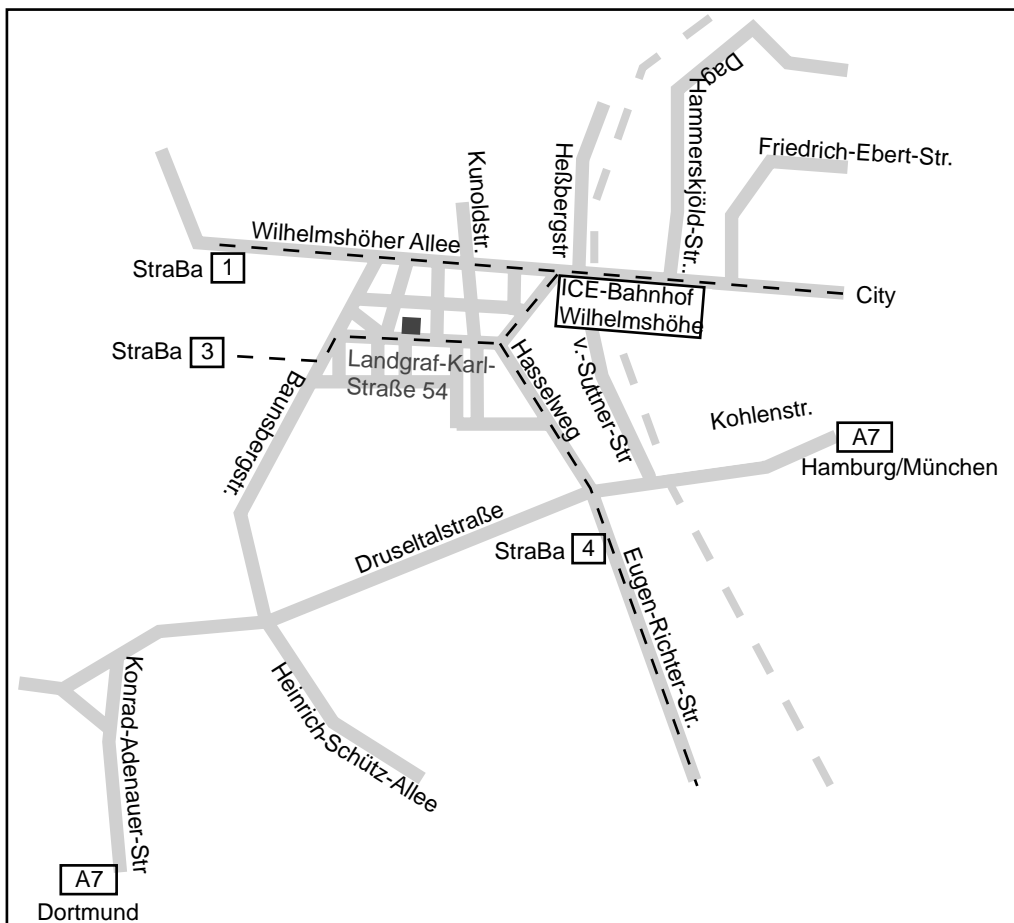 Dag
Hammerskjöld-Str..
Friedrich-Ebert-Str.
Kunoldstr.
Heßbergstr
Wilhelmshöher Allee
StraBa 1
ICE-Bahnhof
Wilhelmshöhe
City
StraBa 3
Landgraf-Karl-
Straße 54
Baunsbergstr.
Hasselweg
v.-Suttner-Str
Kohlenstr.
A7
Hamburg/München
Druseltalstraße
StraBa 4
Eugen-Richter-Str.
Konrad-Adenauer-Str
Heinrich-Schütz-Allee
A7
Dortmund